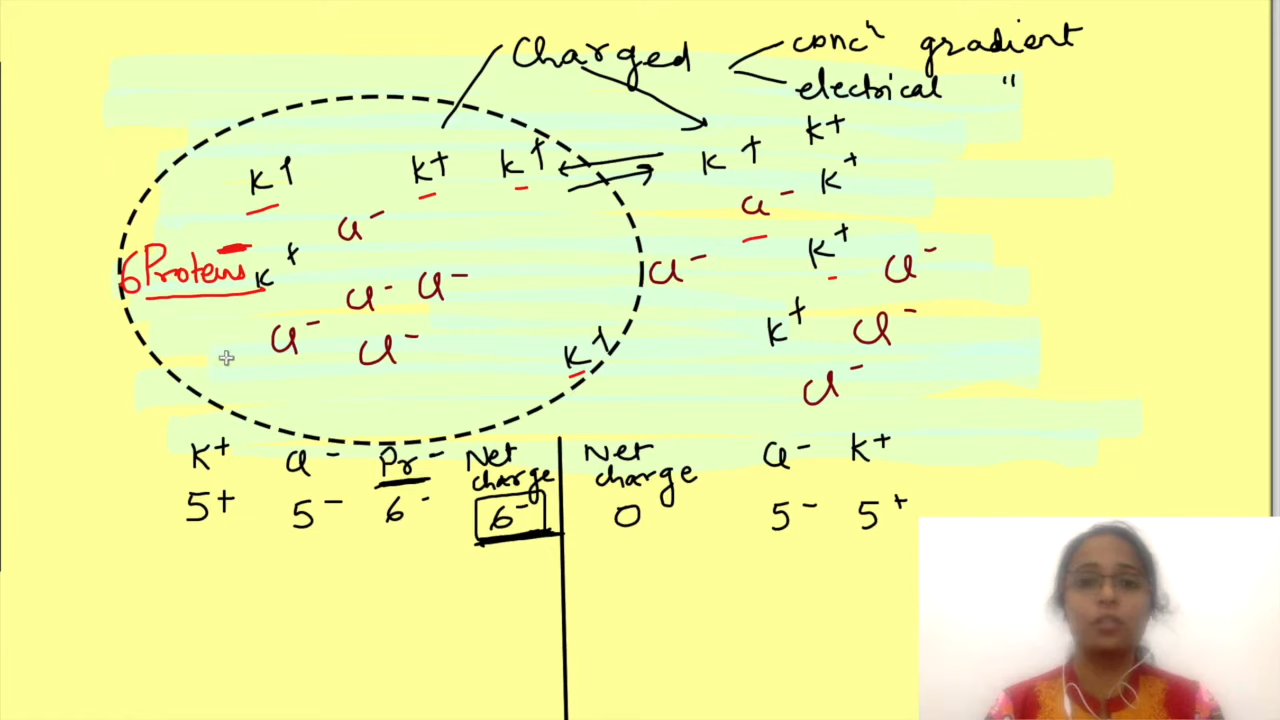 Charged
concⁿ gradient
electrical "
K+
K+ K+ K+ K+
K+
Cl-
Cl-
6 Proteins-
K+
K+
Cl-
Cl-
Cl- Cl-
Cl-
Cl-
K+
K+
Cl-
Cl-
K+ Cl- Pr- Net charge
Net charge
Cl- K+
5+ 5- 6- 6-
0
5- 5+